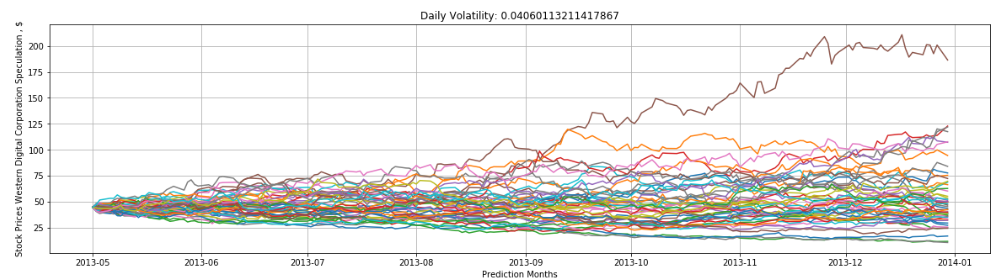 Daily Volatility: 0.04060113211417867
Stock Prices Western Digital Corporation Speculation , $
200
175
150
125
100
75
50
25
2013-05 2013-06 2013-07 2013-08 2013-09 2013-10 2013-11 2013-12 2014-01
Prediction Months